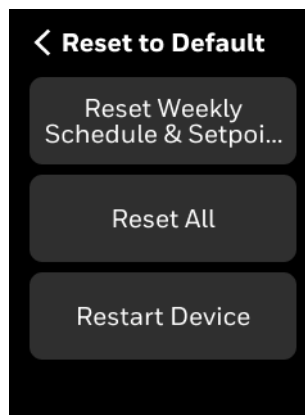 Reset to Default
Reset Weekly
Schedule & Setpoi...
Reset All
Restart Device